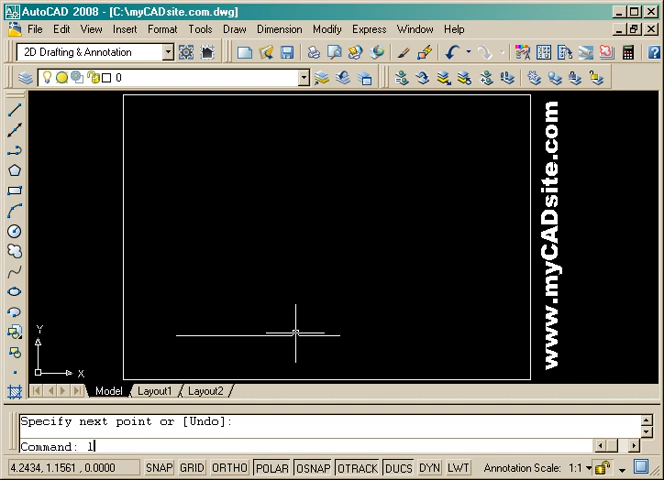 AutoCAD 2008 - [C:\myCADsite.com.dwg]
File Edit View Insert Format Tools Draw Dimension Modify Express Window Help
2D Drafting & Annotation
0
www.myCADsite.com
Y
X
Model Layout1 Layout2
Specify next point or [Undo]:
Command: l
4.2434, 1.1561 , 0.0000 SNAP GRID ORTHO POLAR OSNAP OTRACK DUCS DYN LWT Annotation Scale: 1:1